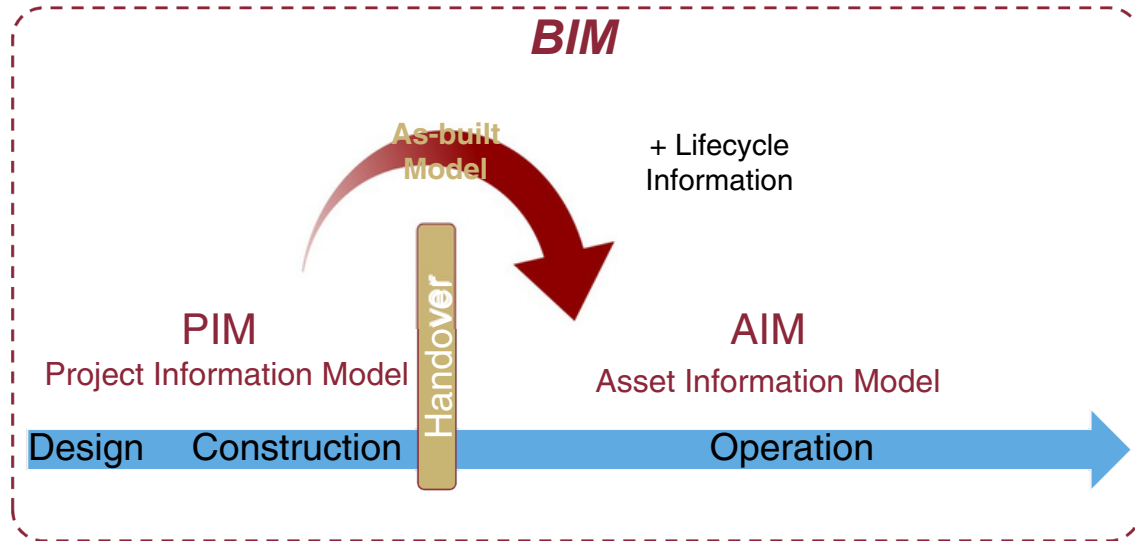 BIM
As-built
Model
+ Lifecycle
Information
Handover
PIM
Project Information Model
AIM
Asset Information Model
Design
Construction
Operation